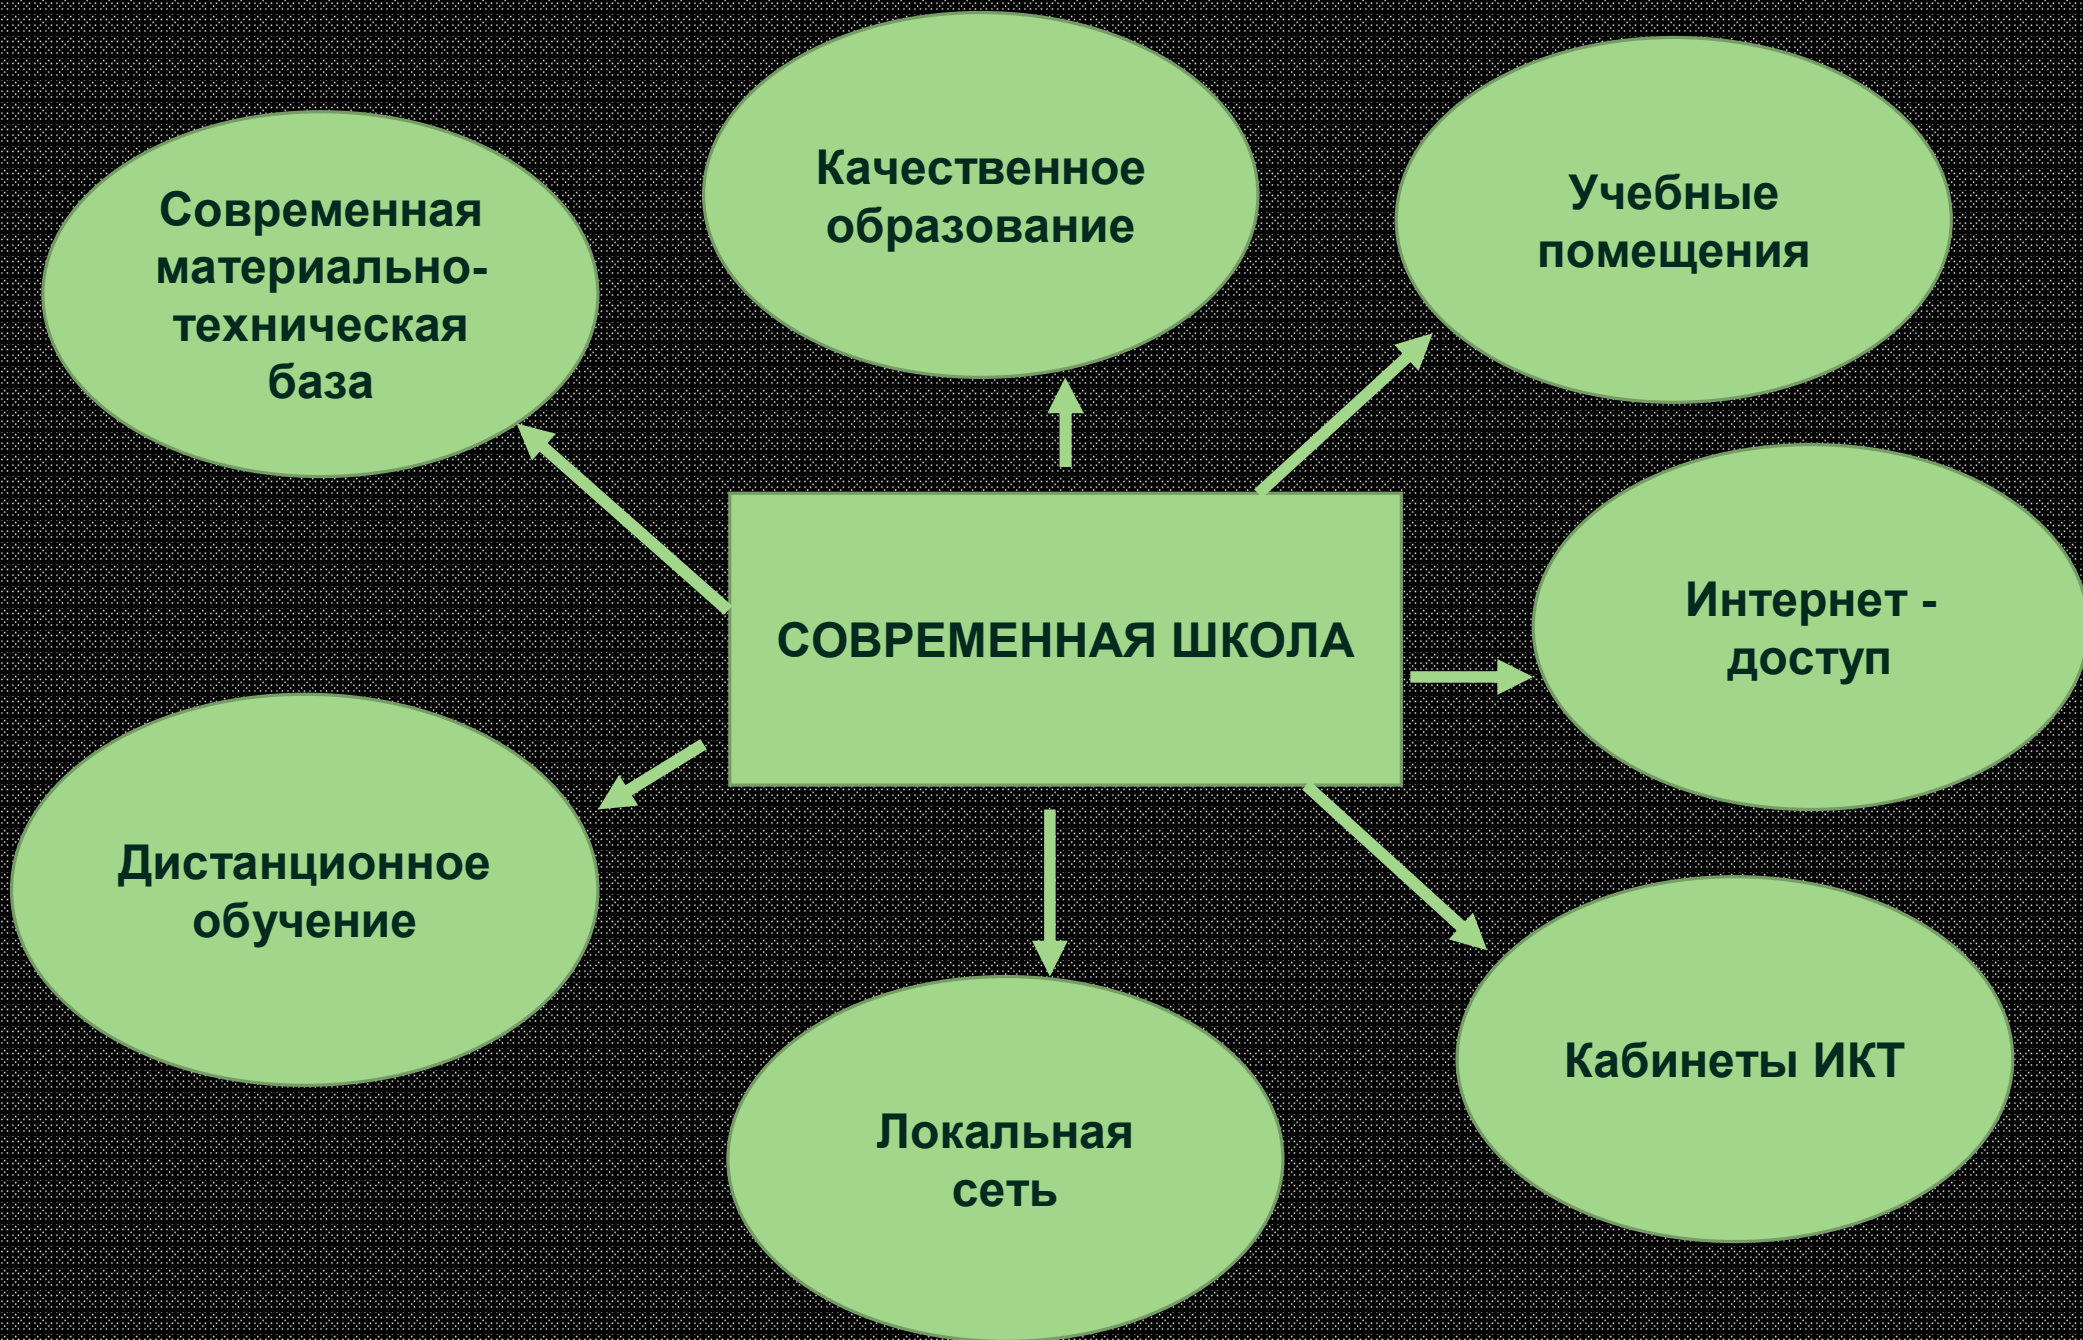 Качественное
образование
Учебные
помещения
Современная
материально-
техническая
база
Интернет -
доступ
СОВРЕМЕННАЯ ШКОЛА
Дистанционное
обучение
Кабинеты ИКТ
Локальная
сеть